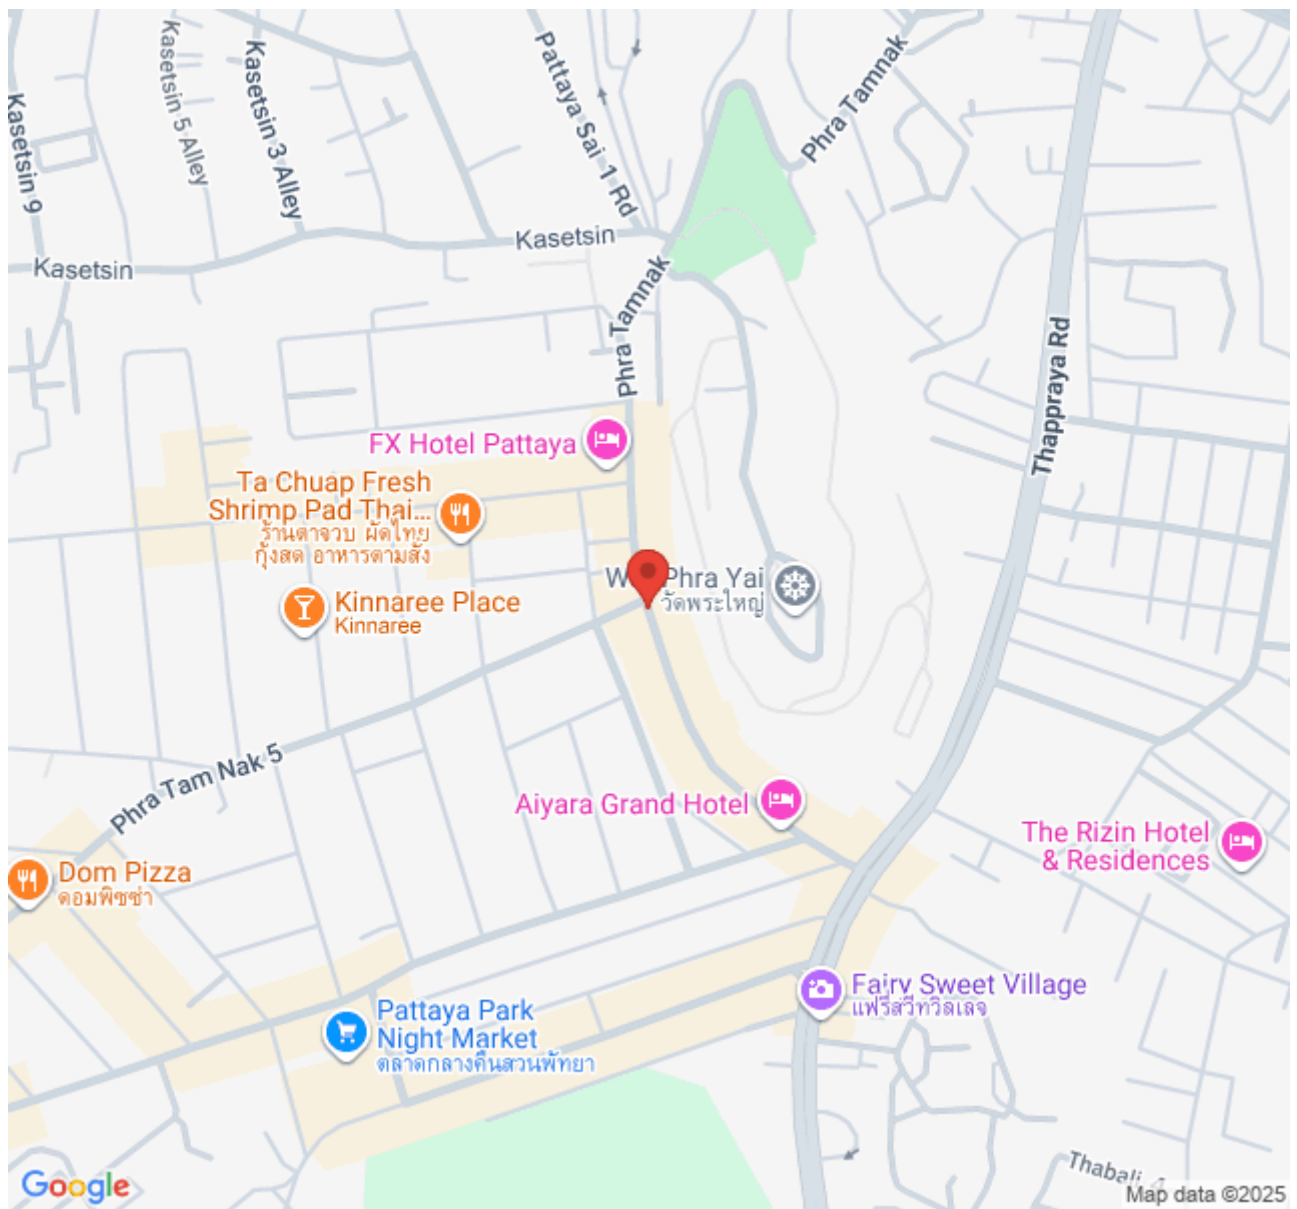 Kasetsin 9
Kasetsin 5 Alley
Kasetsin 3 Alley
Pattaya Sai 1 Rd
Phra Tamnak
Kasetsin
Kasetsin
Phra Tamnak
Thappraya Rd
FX Hotel Pattaya
Ta Chuap Fresh
Shrimp Pad Thai...
ร้านตาจวบ ผัดไทย
กุ้งสด อาหารตามสั่ง
Phra Yai
วัดพระใหญ่
Kinnaree Place
Kinnaree
Phra Tam Nak 5
Aiyara Grand Hotel
The Rizin Hotel
& Residences
Dom Pizza
ดอมพิซซ่า
Fairy Sweet Village
แฟรี่สวีทวิลเลจ
Pattaya Park
Night Market
ตลาดกลางคืนสวนพัทยา
Thabali 4
Google
Map data ©2025